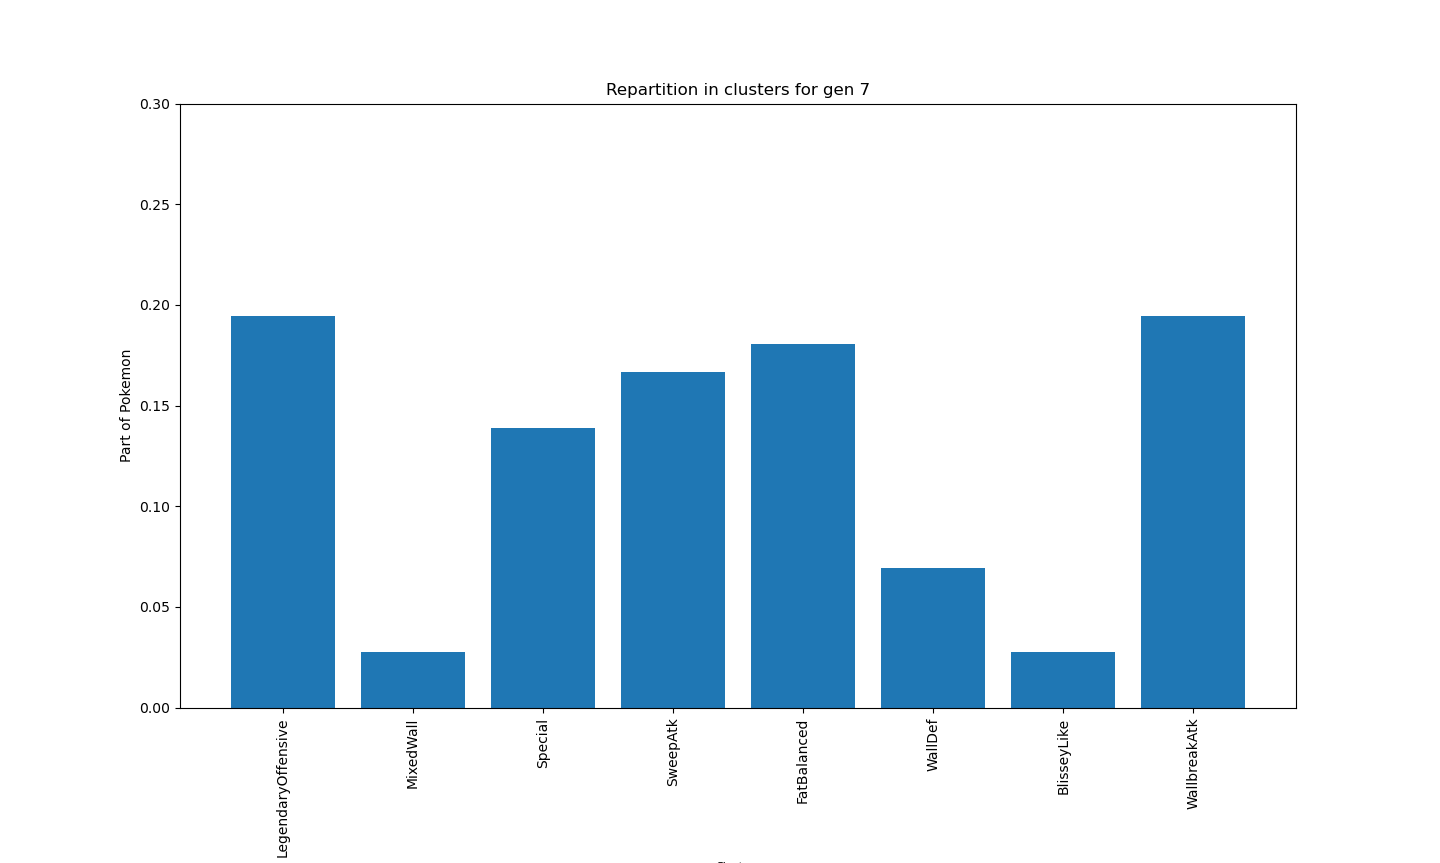 Repartition in clusters for gen 7
0.30
0.25
0.20
0.15
0.10
0.05
0.00
Part of Pokemon
LegendaryOffensive
MixedWall
Special
SweepAtk
FatBalanced
WallDef
BlisseyLike
WallbreakAtk